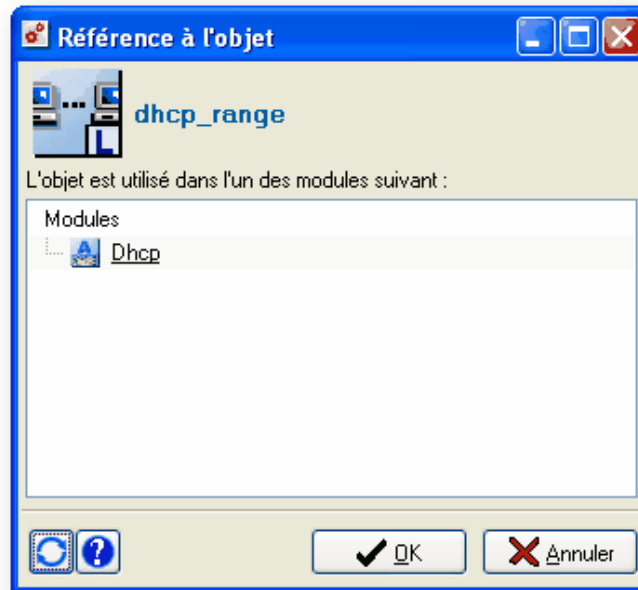 Référence à l'objet
dhcp_range
L
L'objet est utilisé dans l'un des modules suivant :
Modules
A Dhcp
? OK Annuler